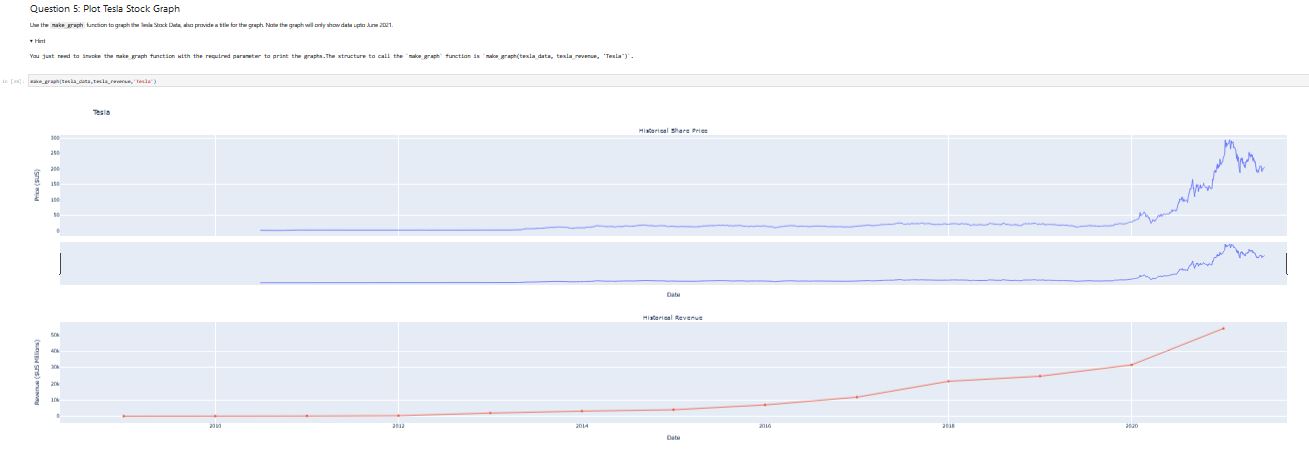 Question 5: Plot Tesla Stock Graph
Use the make_graph function to graph the Tesla Stock Data, also provide a title for the graph. Note the graph will only show data upto June 2021.
▾ Hint
You just need to invoke the make_graph function with the required parameter to print the graphs.The structure to call the `make_graph` function is `make_graph(tesla_data, tesla_revenue, 'Tesla')`.
make_graph(tesla_data,tesla_revenue,'Tesla')
Tesla
Historical Share Price
Price ($US)
300
250
200
150
100
50
0
Date
Historical Revenue
Revenue ($US Millions)
50k
40k
30k
20k
10k
0
2010 2012 2014 2016 2018 2020
Date